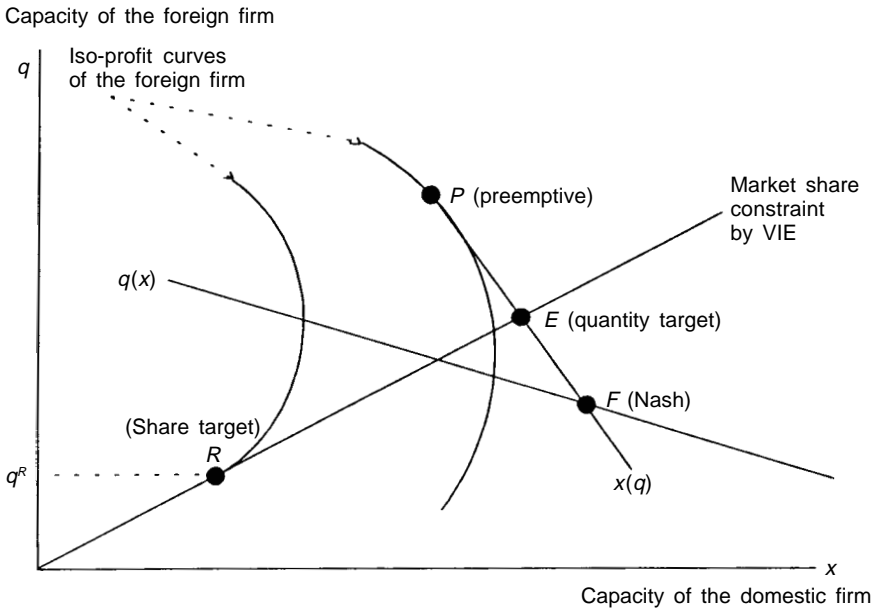 Capacity of the foreign firm
q
Iso-profit curves
of the foreign firm
P (preemptive)
Market share
constraint
by VIE
q(x)
E (quantity target)
F (Nash)
(Share target)
R
q^R
x(q)
x
Capacity of the domestic firm